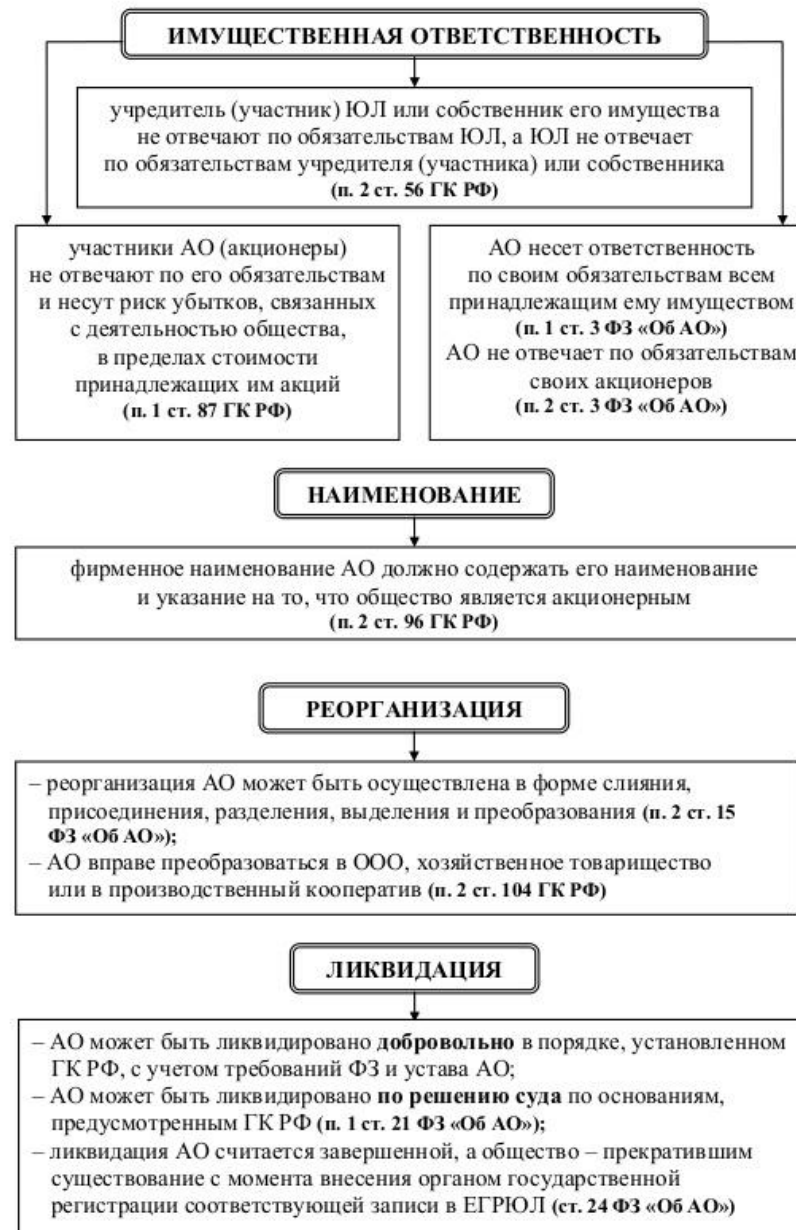 ИМУЩЕСТВЕННАЯ ОТВЕТСТВЕННОСТЬ
учредитель (участник) ЮЛ или собственник его имущества
не отвечают по обязательствам ЮЛ, а ЮЛ не отвечает
по обязательствам учредителя (участника) или собственника
(п. 2 ст. 56 ГК РФ)
участники АО (акционеры)
не отвечают по его обязательствам
и несут риск убытков, связанных
с деятельностью общества,
в пределах стоимости
принадлежащих им акций
(п. 1 ст. 87 ГК РФ)
АО несет ответственность
по своим обязательствам всем
принадлежащим ему имуществом
(п. 1 ст. 3 ФЗ «Об АО»)
АО не отвечает по обязательствам
своих акционеров
(п. 2 ст. 3 ФЗ «Об АО»)
НАИМЕНОВАНИЕ
фирменное наименование АО должно содержать его наименование
и указание на то, что общество является акционерным
(п. 2 ст. 96 ГК РФ)
РЕОРГАНИЗАЦИЯ
– реорганизация АО может быть осуществлена в форме слияния,
присоединения, разделения, выделения и преобразования (п. 2 ст. 15
ФЗ «Об АО»);
– АО вправе преобразоваться в ООО, хозяйственное товарищество
или в производственный кооператив (п. 2 ст. 104 ГК РФ)
ЛИКВИДАЦИЯ
– АО может быть ликвидировано добровольно в порядке, установленном
ГК РФ, с учетом требований ФЗ и устава АО;
– АО может быть ликвидировано по решению суда по основаниям,
предусмотренным ГК РФ (п. 1 ст. 21 ФЗ «Об АО»);
– ликвидация АО считается завершенной, а общество – прекратившим
существование с момента внесения органом государственной
регистрации соответствующей записи в ЕГРЮЛ (ст. 24 ФЗ «Об АО»)